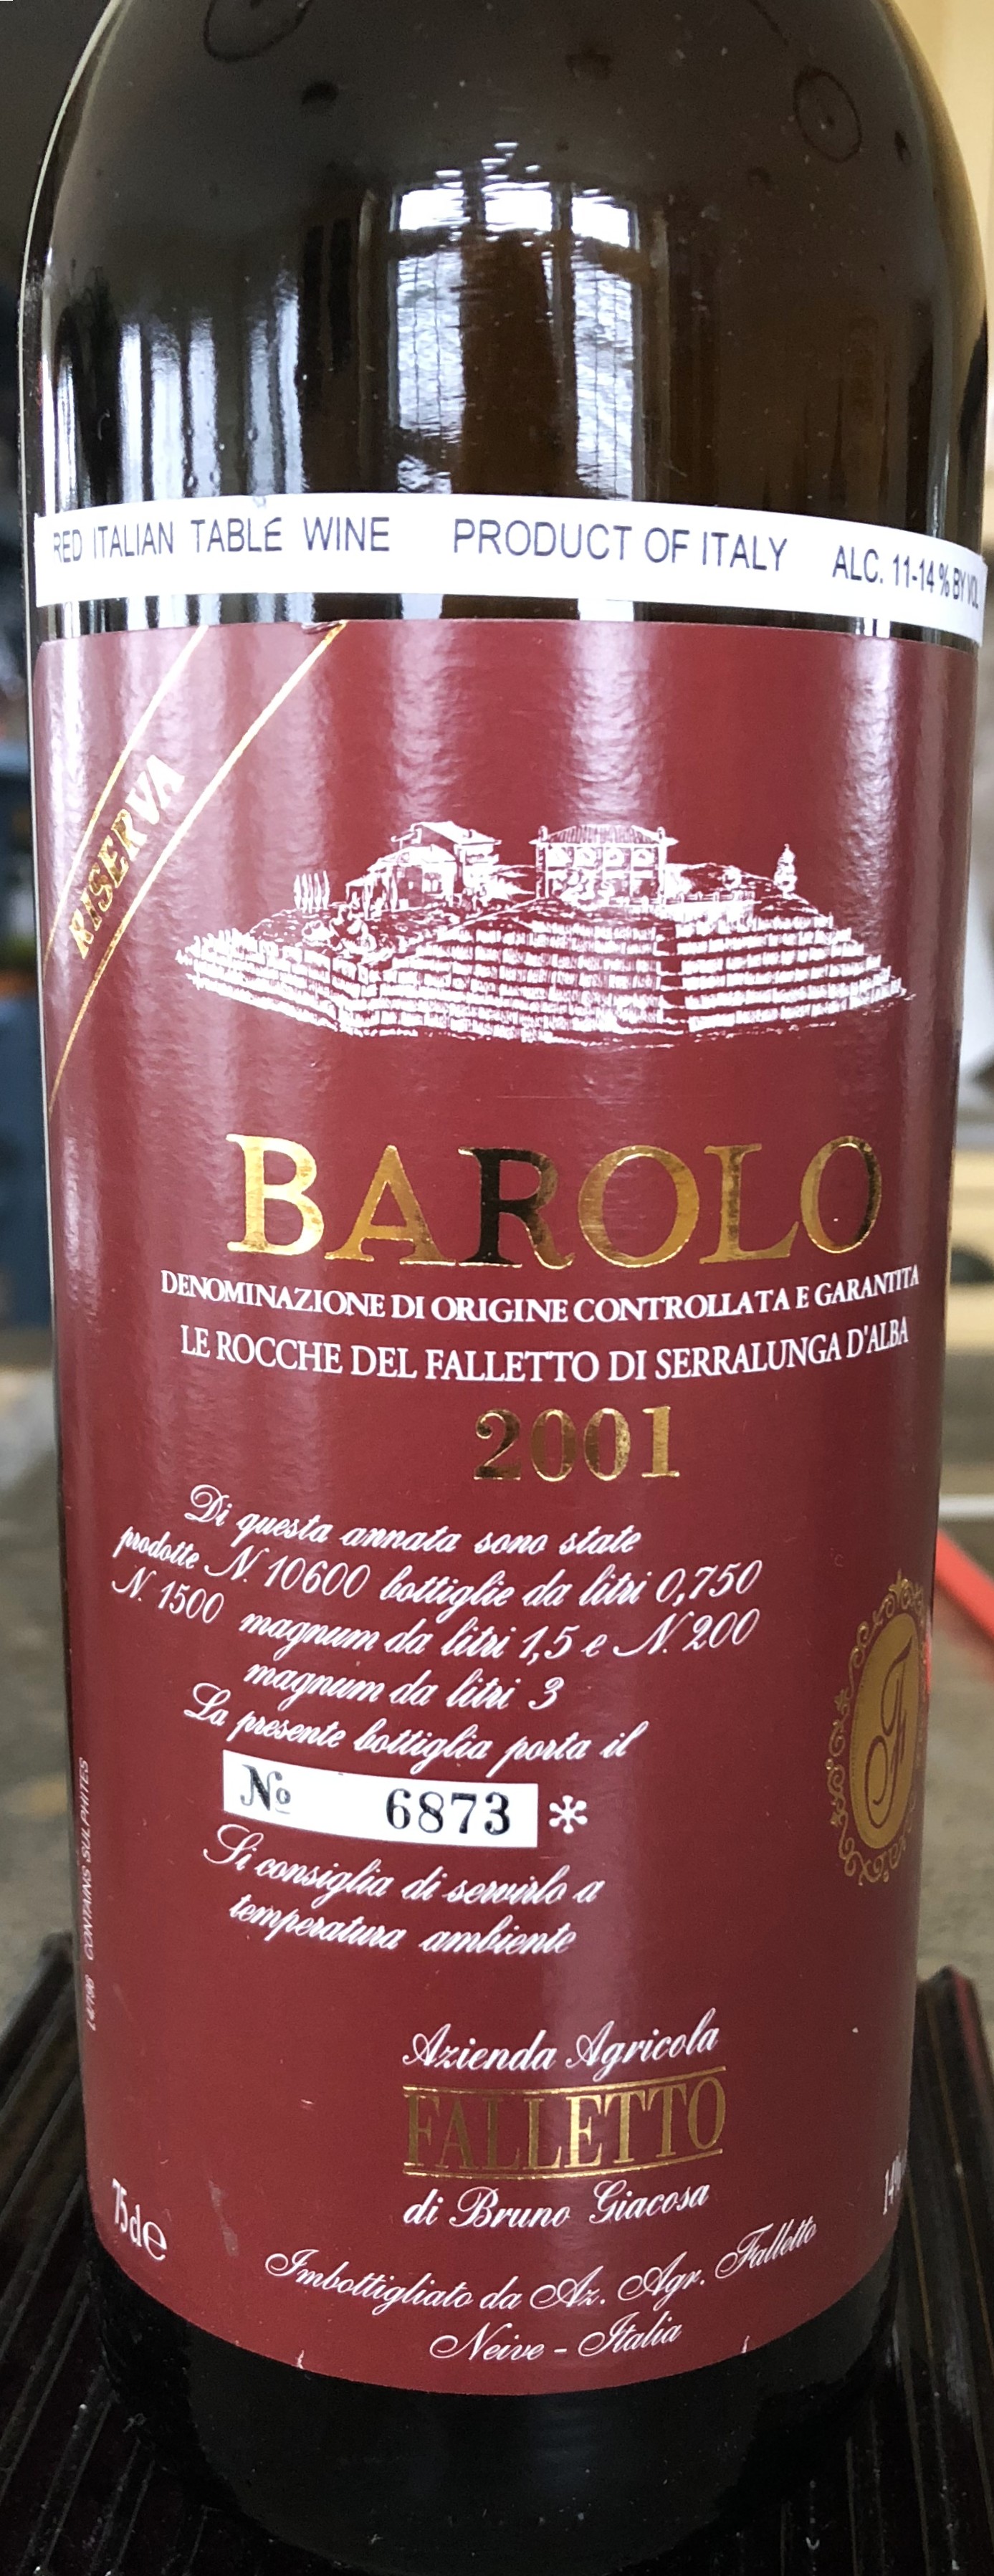 RED ITALIAN TABLE WINE PRODUCT OF ITALY ALC. 11-14 % BY VOL
RISERVA
BAROLO
DENOMINAZIONE DI ORIGINE CONTROLLATA E GARANTITA
LE ROCCHE DEL FALLETTO DI SERRALUNGA D'ALBA
2001
Di questa annata sono state
prodotte N. 10600 bottiglie da litri 0,750
N. 1500 magnum da litri 1,5 e N. 200
magnum da litri 3
La presente bottiglia porta il
No 6873 *
Si consiglia di servirlo a
temperatura ambiente
CONTAINS SULPHITES
Azienda Agricola
FALLETTO
di Bruno Giacosa
75cl e 14%
Imbottigliato da Az. Agr. Falletto
Neive - Italia